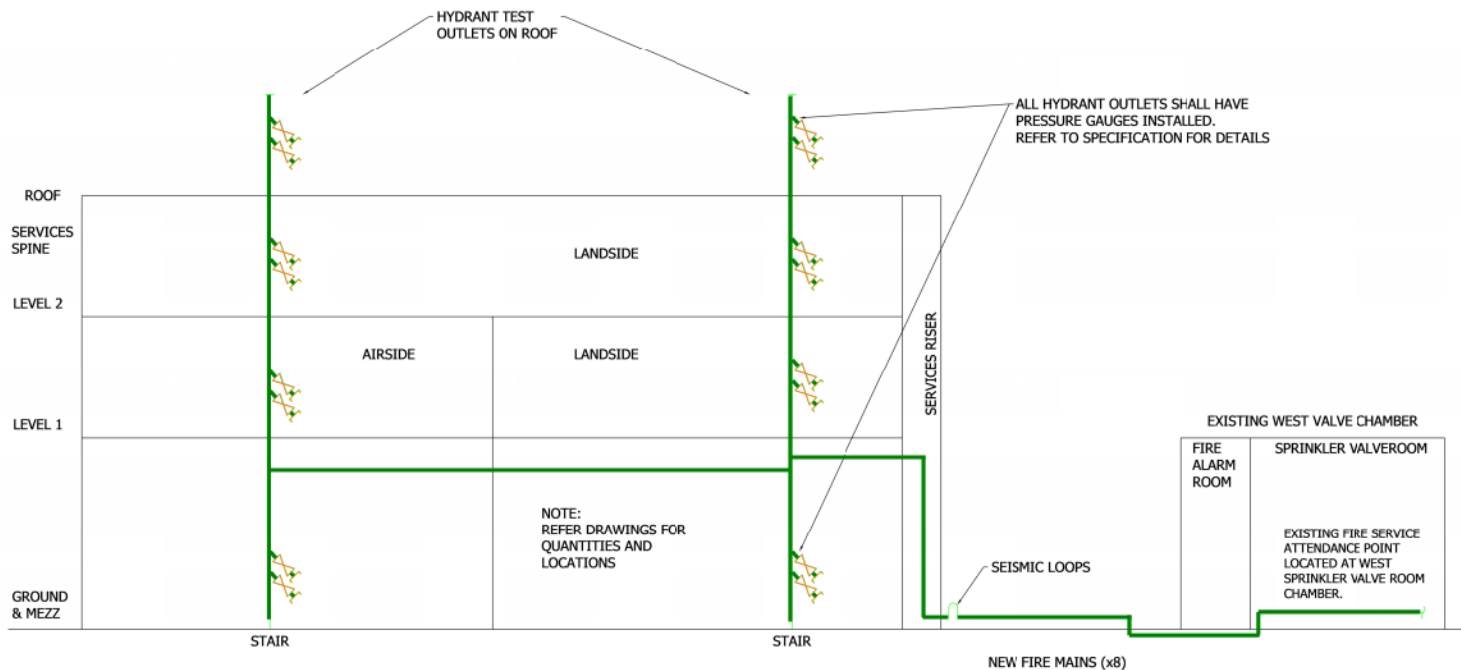 HYDRANT TEST
OUTLETS ON ROOF
ALL HYDRANT OUTLETS SHALL HAVE
PRESSURE GAUGES INSTALLED.
REFER TO SPECIFICATION FOR DETAILS
ROOF
SERVICES
SPINE
LANDSIDE
LEVEL 2
AIRSIDE
LANDSIDE
SERVICES RISER
LEVEL 1
EXISTING WEST VALVE CHAMBER
FIRE
ALARM
ROOM
SPRINKLER VALVEROOM
NOTE:
REFER DRAWINGS FOR
QUANTITIES AND
LOCATIONS
EXISTING FIRE SERVICE
ATTENDANCE POINT
LOCATED AT WEST
SPRINKLER VALVE ROOM
CHAMBER.
SEISMIC LOOPS
GROUND
& MEZZ
STAIR
STAIR
NEW FIRE MAINS (x8)